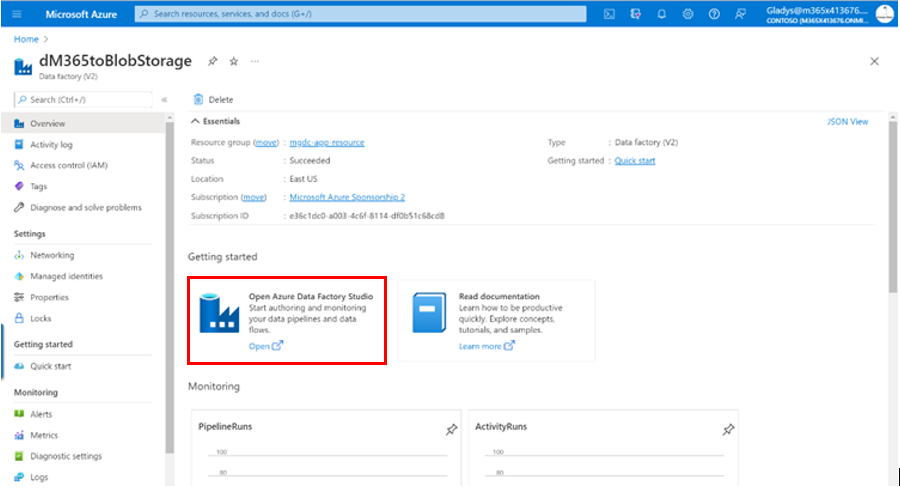 Microsoft Azure
Search resources, services, and docs (G+/)
Gladys@m365x413676....
CONTOSO (M365X413676.ONMI...
Home >
dM365toBlobStorage
Data factory (V2)
Search (Ctrl+/)
Delete
Overview
Activity log
Access control (IAM)
Tags
Diagnose and solve problems
Settings
Networking
Managed identities
Properties
Locks
Getting started
Quick start
Monitoring
Alerts
Metrics
Diagnostic settings
Logs
Essentials
JSON View
Resource group (move) : mgdc-app-resource
Status : Succeeded
Location : East US
Subscription (move) : Microsoft Azure Sponsorship 2
Subscription ID : e36c1dc0-a003-4c6f-8114-df0b51c68cd8
Type : Data factory (V2)
Getting started : Quick start
Getting started
Open Azure Data Factory Studio
Start authoring and monitoring
your data pipelines and data
flows.
Open
Read documentation
Learn how to be productive
quickly. Explore concepts,
tutorials, and samples.
Learn more
Monitoring
PipelineRuns
100
80
ActivityRuns
100
80